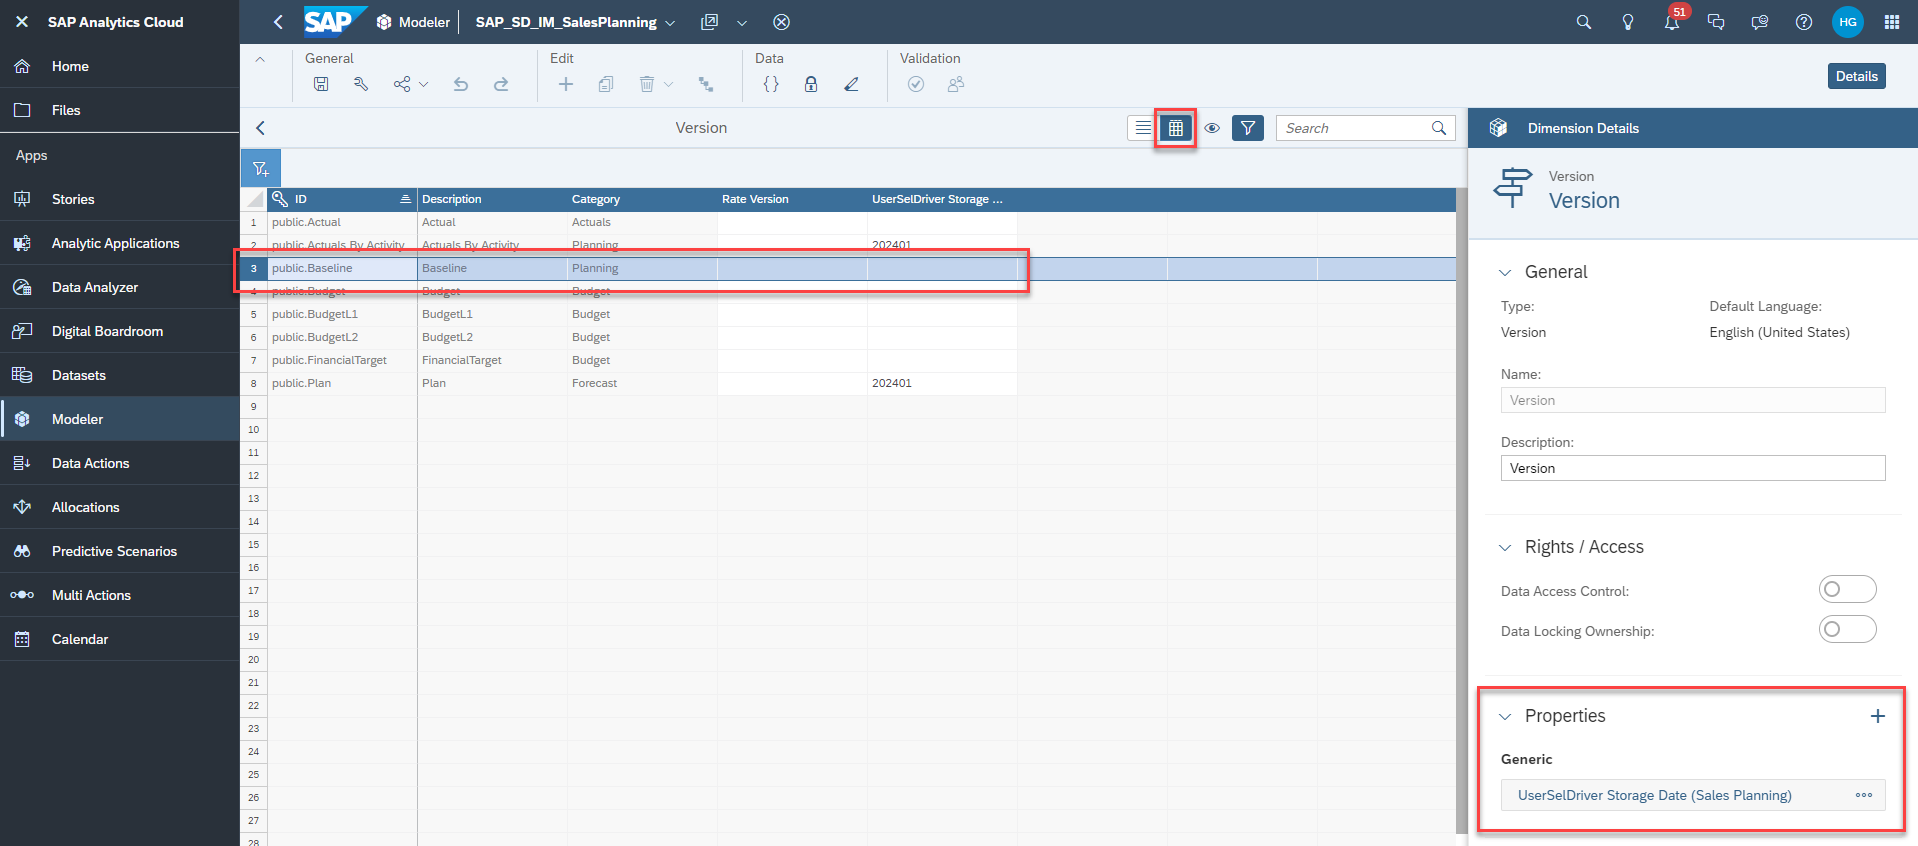 SAP Analytics Cloud
SAP
Modeler
SAP_SD_IM_SalesPlanning
51
HG
Home
Files
Apps
Stories
Analytic Applications
Data Analyzer
Digital Boardroom
Datasets
Modeler
Data Actions
Allocations
Predictive Scenarios
Multi Actions
Calendar
General
Edit
Data
Validation
Details
Version
Search
ID Description Category Rate Version UserSelDriver Storage ...
1 public.Actual Actual Actuals
2 public.Actuals By Activity Actuals By Activity Planning 202401
3 public.Baseline Baseline Planning
4 public.Budget Budget Budget
5 public.BudgetL1 BudgetL1 Budget
6 public.BudgetL2 BudgetL2 Budget
7 public.FinancialTarget FinancialTarget Budget
8 public.Plan Plan Forecast 202401
9
10
11
12
13
14
15
16
17
18
19
20
21
22
23
24
25
26
27
28
Dimension Details
Version
Version
General
Type: Default Language:
Version English (United States)
Name:
Version
Description:
Version
Rights / Access
Data Access Control:
Data Locking Ownership:
Properties
Generic
UserSelDriver Storage Date (Sales Planning)